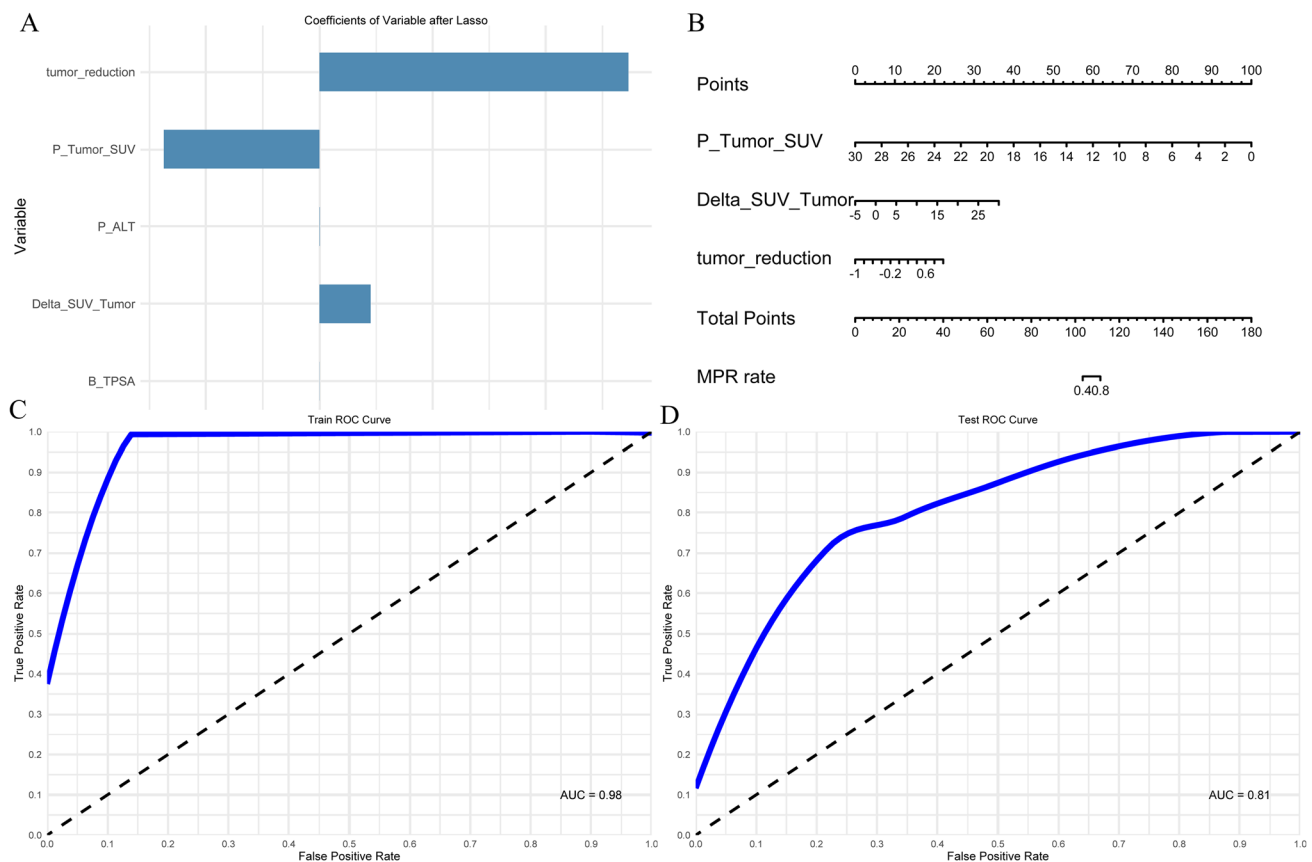 A
Coefficients of Variable after Lasso
Variable
tumor_reduction
P_Tumor_SUV
P_ALT
Delta_SUV_Tumor
B_TPSA
B
Points
0 10 20 30 40 50 60 70 80 90 100
P_Tumor_SUV
30 28 26 24 22 20 18 16 14 12 10 8 6 4 2 0
Delta_SUV_Tumor
-5 0 5 15 25
tumor_reduction
-1 -0.2 0.6
Total Points
0 20 40 60 80 100 120 140 160 180
MPR rate
0.40.8
C
Train ROC Curve
True Positive Rate
1.0
0.9
0.8
0.7
0.6
0.5
0.4
0.3
0.2
0.1
0.0
AUC = 0.98
0.0 0.1 0.2 0.3 0.4 0.5 0.6 0.7 0.8 0.9 1.0
False Positive Rate
D
Test ROC Curve
True Positive Rate
1.0
0.9
0.8
0.7
0.6
0.5
0.4
0.3
0.2
0.1
0.0
AUC = 0.81
0.0 0.1 0.2 0.3 0.4 0.5 0.6 0.7 0.8 0.9 1.0
False Positive Rate